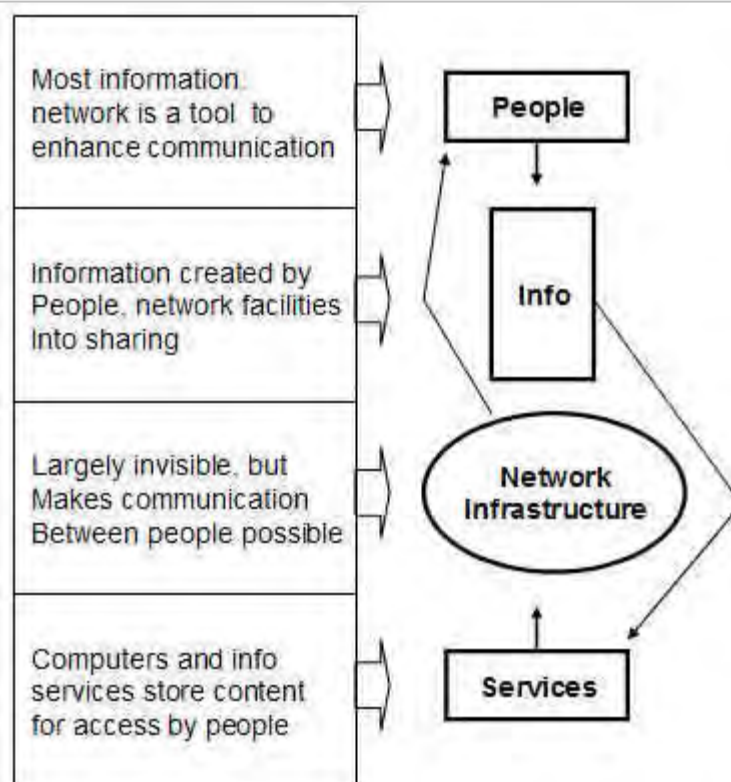 Most information.
network is a tool to
enhance communication
People
Information created by
People, network facilities
Into sharing
Info
Largely invisible, but
Makes communication
Between people possible
Network
Infrastructure
Computers and info
services store content
for access by people
Services